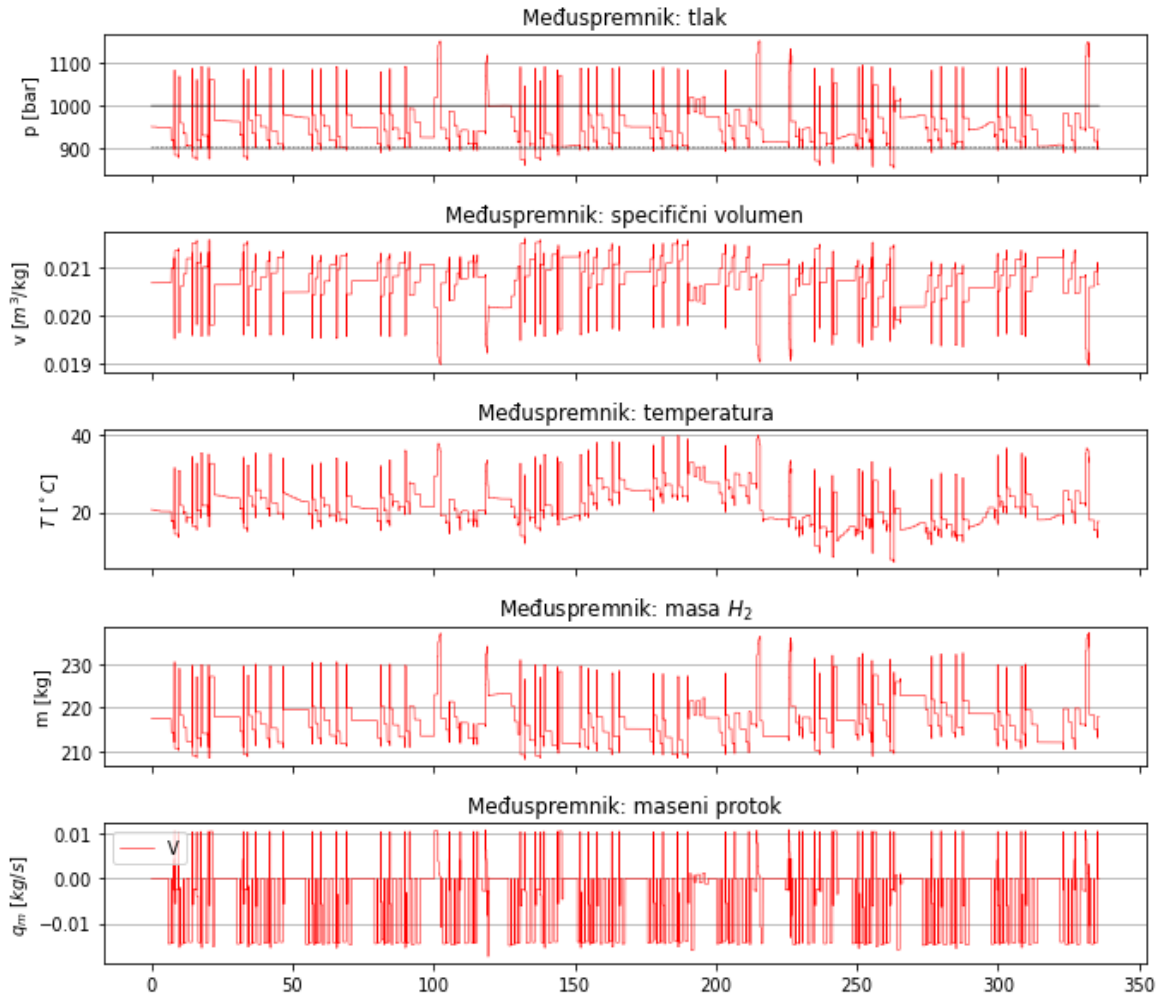 Međuspremnik: tlak
p [bar]
1100
1000
900
Međuspremnik: specifični volumen
v [m³/kg]
0.021
0.020
0.019
Međuspremnik: temperatura
T [°C]
40
20
Međuspremnik: masa H₂
m [kg]
230
220
210
Međuspremnik: maseni protok
qₘ [kg/s]
0.01
0.00
−0.01
V
0 50 100 150 200 250 300 350